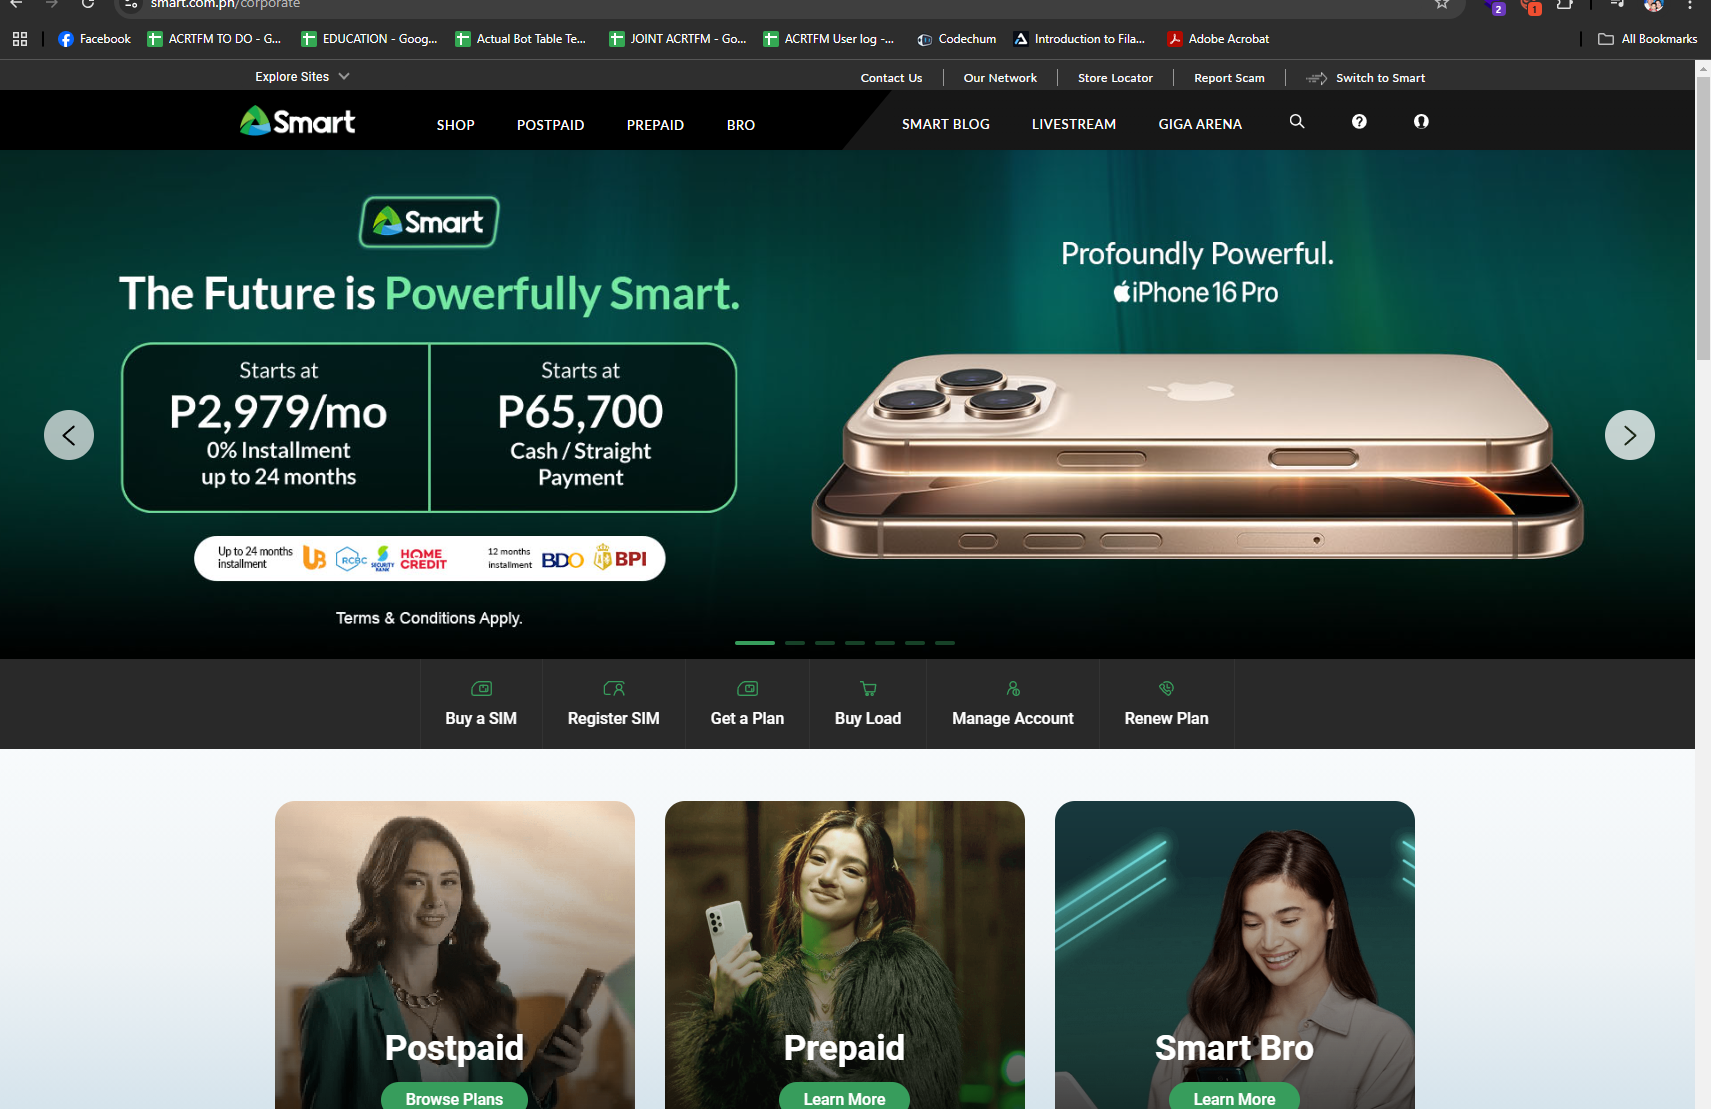 smart.com.ph/corporate
2
1
Facebook
ACRTFM TO DO - G...
EDUCATION - Goog...
Actual Bot Table Te...
JOINT ACRTFM - Go...
ACRTFM User log -...
Codechum
Introduction to Fila...
Adobe Acrobat
All Bookmarks
Explore Sites
Contact Us
Our Network
Store Locator
Report Scam
Switch to Smart
Smart
SHOP
POSTPAID
PREPAID
BRO
SMART BLOG
LIVESTREAM
GIGA ARENA
Smart
The Future is Powerfully Smart.
Starts at
P2,979/mo
0% Installment
up to 24 months
Starts at
P65,700
Cash / Straight
Payment
Up to 24 months
installment
UB
RCBC
SECURITY
BANK
HOME
CREDIT
12 months
installment
BDO
BPI
Terms & Conditions Apply.
Profoundly Powerful.
iPhone 16 Pro
Buy a SIM
Register SIM
Get a Plan
Buy Load
Manage Account
Renew Plan
Postpaid
Browse Plans
Prepaid
Learn More
Smart Bro
Learn More